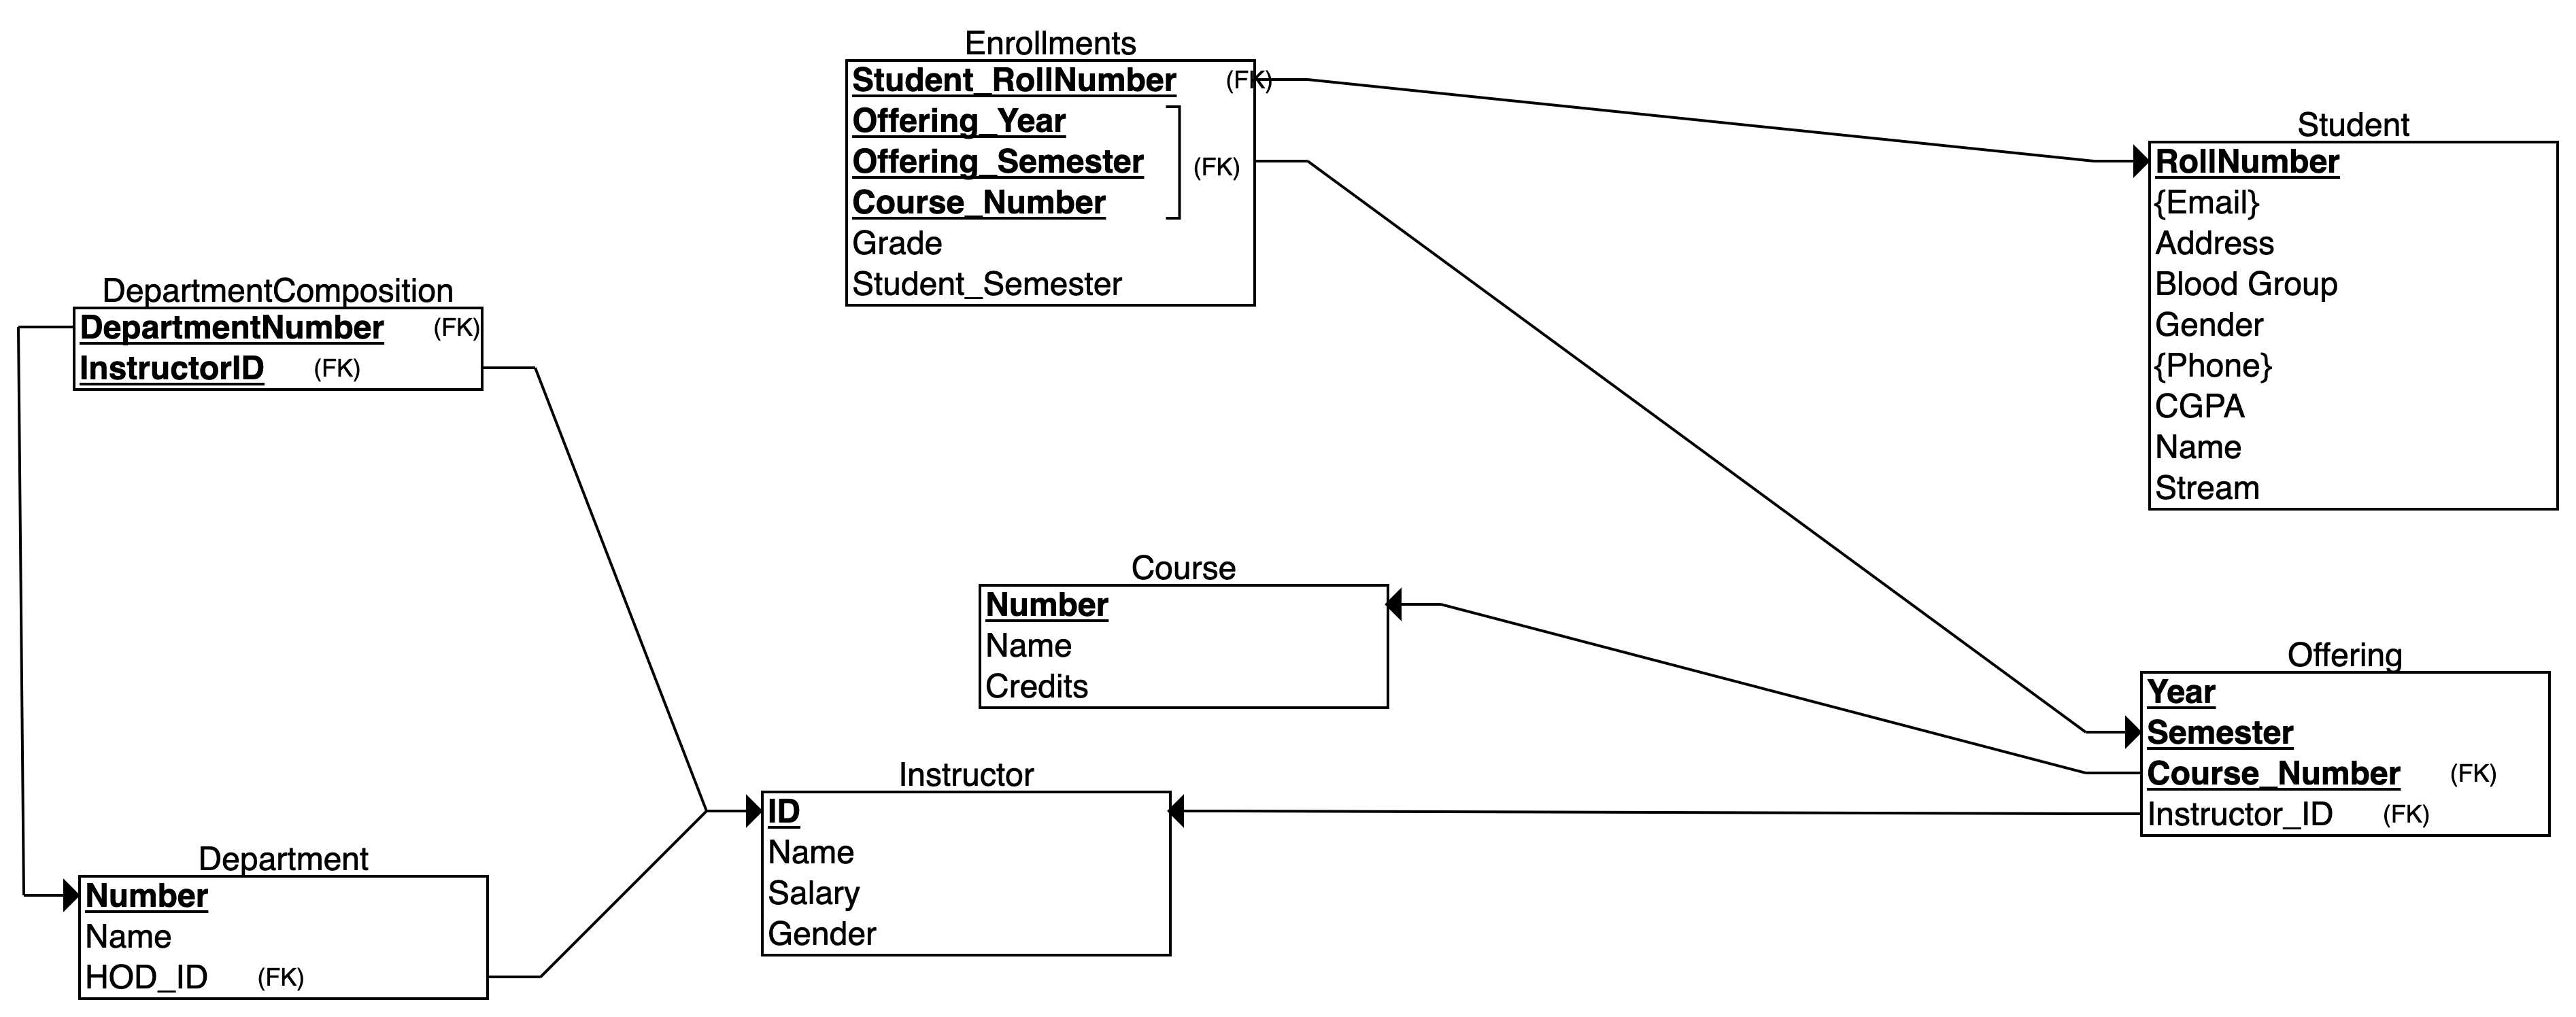 Enrollments
Student_RollNumber (FK)
Offering_Year
Offering_Semester (FK)
Course_Number
Grade
Student_Semester
Student
RollNumber
{Email}
Address
Blood Group
Gender
{Phone}
CGPA
Name
Stream
DepartmentComposition
DepartmentNumber (FK)
InstructorID (FK)
Course
Number
Name
Credits
Offering
Year
Semester
Course_Number (FK)
Instructor_ID (FK)
Instructor
ID
Name
Salary
Gender
Department
Number
Name
HOD_ID (FK)